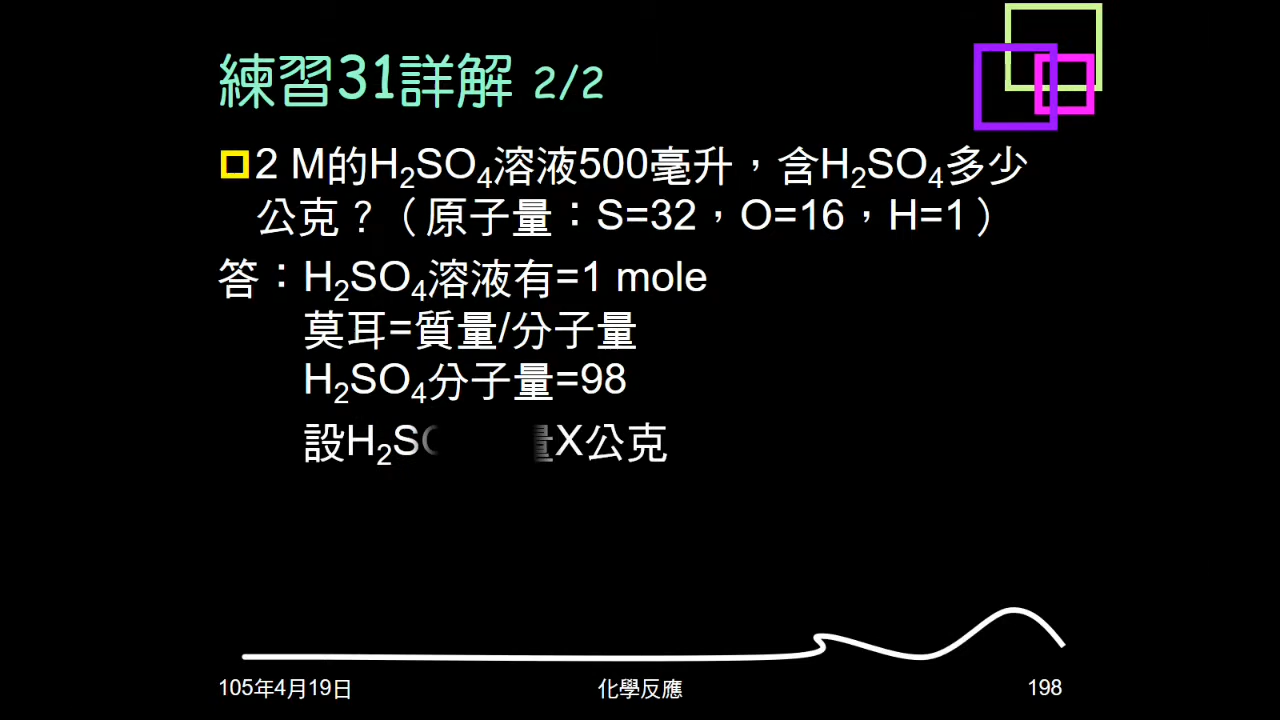 練習31詳解 2/2
2 M的H₂SO₄溶液500毫升，含H₂SO₄多少
公克？（原子量：S=32，O=16，H=1）
答：H₂SO₄溶液有=1 mole
莫耳=質量/分子量
H₂SO₄分子量=98
設H₂S 量X公克
105年4月19日
化學反應
198